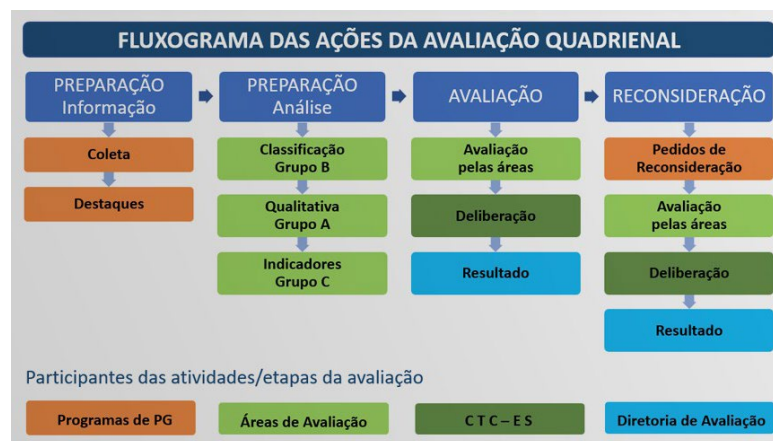 FLUXOGRAMA DAS AÇÕES DA AVALIAÇÃO QUADRIENAL
PREPARAÇÃO
Informação
Coleta
Destaques
PREPARAÇÃO
Análise
Classificação
Grupo B
Qualitativa
Grupo A
Indicadores
Grupo C
AVALIAÇÃO
Avaliação
pelas áreas
Deliberação
Resultado
RECONSIDERAÇÃO
Pedidos de
Reconsideração
Avaliação
pelas áreas
Deliberação
Resultado
Participantes das atividades/etapas da avaliação
Programas de PG
Áreas de Avaliação
C T C – E S
Diretoria de Avaliação